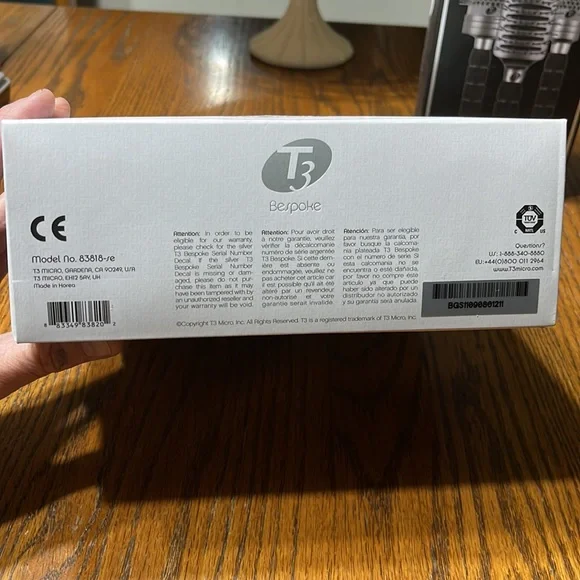 T3
Bespoke
CE
Model No. 83818-se
T3 MICRO, GARDENA, CA 90249, USA
T3 MICRO, EH12 5AY, UK
Made in Korea
83349 83820
Attention: In order to be
eligible for our warranty,
please check for the silver
T3 Bespoke Serial Number
Decal. If the silver T3
Bespoke Serial Number
Decal is missing or dam-
aged, please do not pur-
chase this item as it may
have been tampered with by
an unauthorized reseller and
your warranty will be void.
Attention: Pour avoir droit
à notre garantie, veuillez
vérifier la décalcomanie
numéro de série argentée
T3 Bespoke. Si cette der-
nière est absente ou
endommagée, veuillez ne
pas acheter cet article car
il est possible qu'il ait été
altéré par un revendeur,
non-autorisé et votre
garantie serait invalide.
Atención: Para ser elegible
para nuestra garantía, por
favor busque la calcoma-
nía plateada T3 Bespoke
con el número de serie Si
esta calcomanía no se
encuentra o está dañada,
por favor no compre este
artículo ya que puede
haber sido alterado por un
distribuidor no autorizado
y su garantía será anulada.
©Copyright T3 Micro, Inc. All Rights Reserved. T3 is a registered trademark of T3 Micro, Inc.
TÜV
C US
Questions?
US: 1-888-340-8880
EU:+44(0)800 011 2964
www.T3micro.com